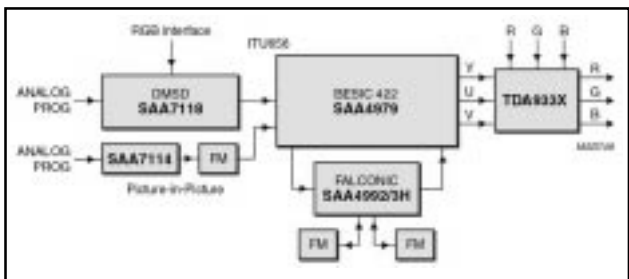 RGB Interface
ITU656
R G B
ANALOG PROG
DMSD
SAA7118
BESIC 422
SAA4979
Y
U
V
TDA933X
R
G
B
ANALOG PROG
SAA7114
FM
Picture-in-Picture
FALCONIC
SAA4992/3H
FM
FM